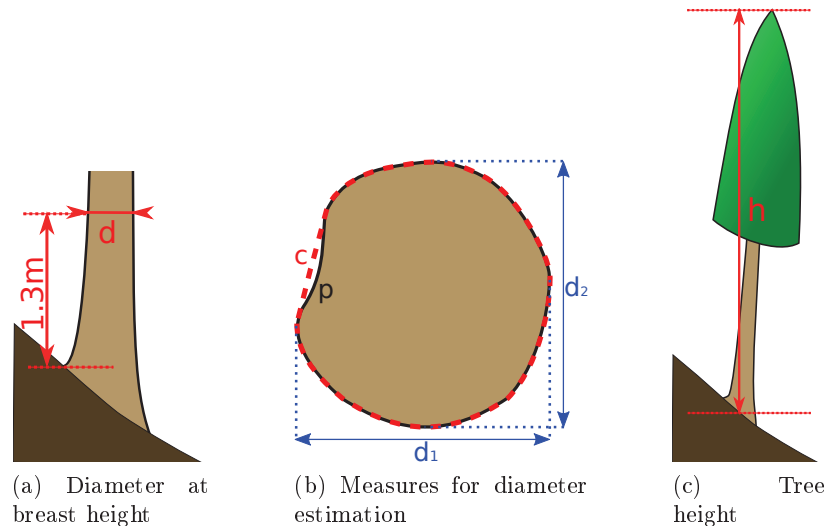 1.3m
d
(a) Diameter at
breast height
c
p
d₂
d₁
(b) Measures for diameter
estimation
h
(c) Tree
height